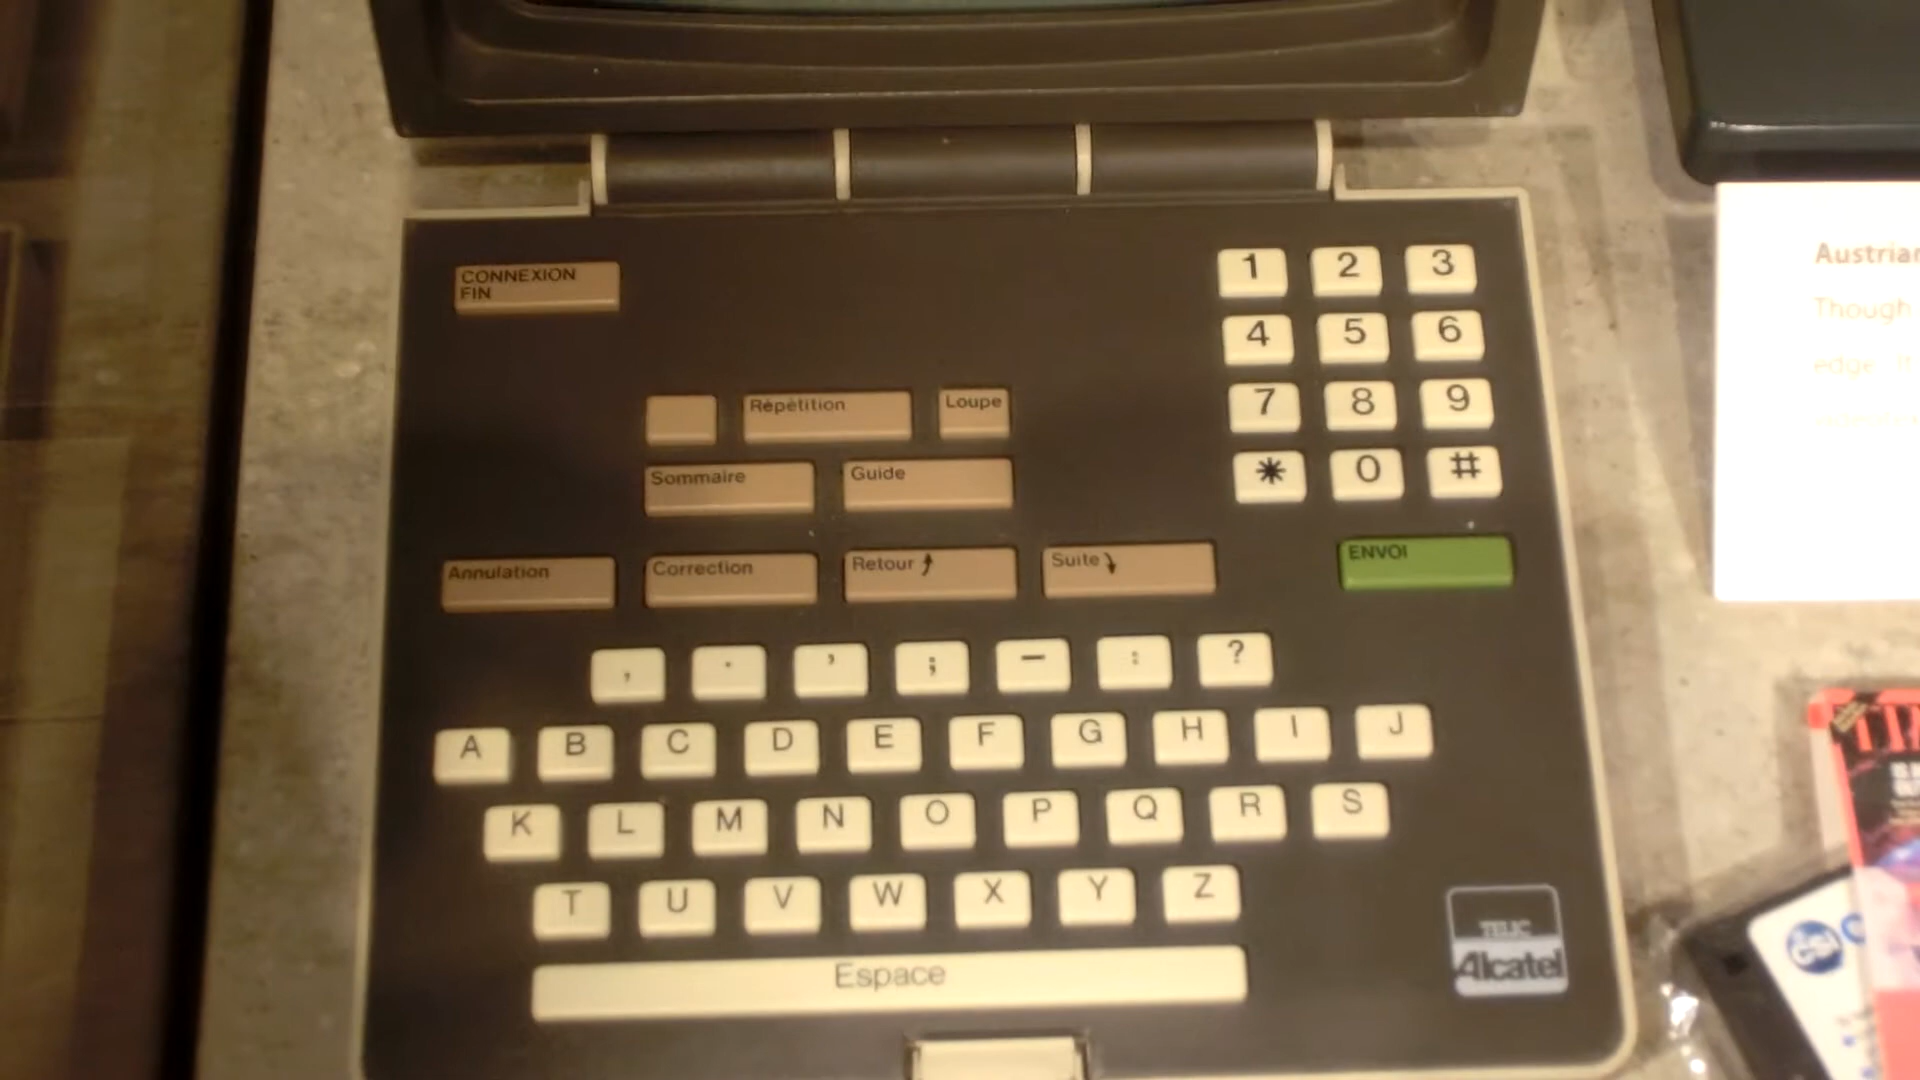 CONNEXION
FIN
1 2 3
4 5 6
7 8 9
* 0 #
Répétition Loupe
Sommaire Guide
Annulation Correction Retour Suite ENVOI
, . ' ; - : ?
A B C D E F G H I J
K L M N O P Q R S
T U V W X Y Z
Espace
TELIC
Alcatel
Austrian
Though
edge